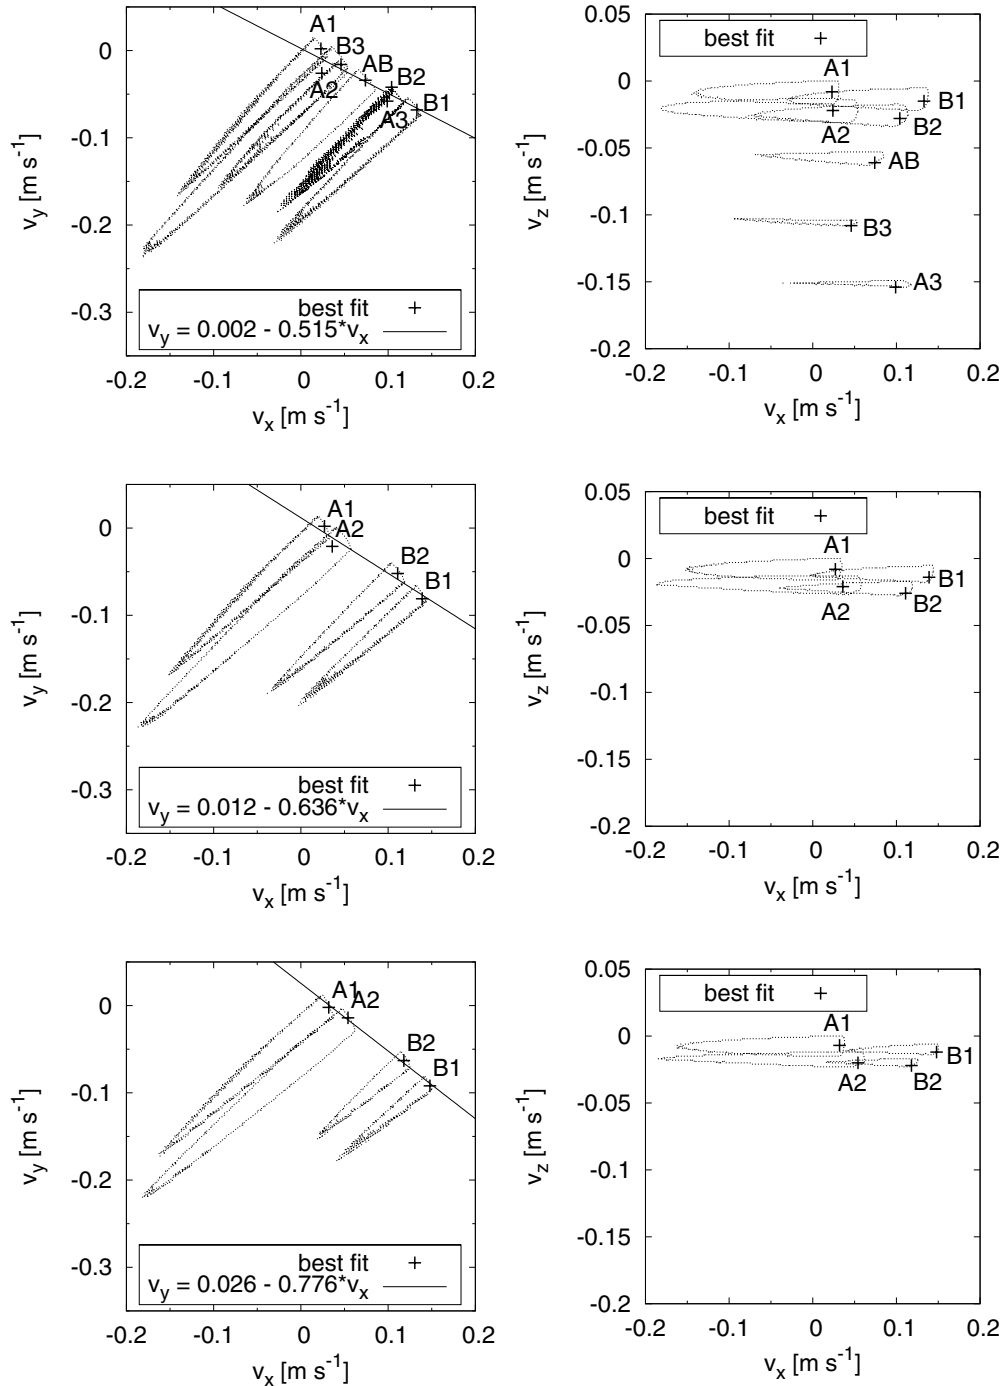 0.05
0
-0.05
-0.1
-0.15
-0.2
v_z [m s^-1]
-0.2 -0.1 0 0.1 0.2
v_x [m s^-1]
best fit
A1
B1
A2
B2
AB
B3
A3
0
-0.1
-0.2
-0.3
v_y [m s^-1]
-0.2 -0.1 0 0.1 0.2
v_x [m s^-1]
A1
B3
AB
B2
A2
A3
B1
best fit
v_y = 0.002 - 0.515*v_x
0
-0.1
-0.2
-0.3
v_y [m s^-1]
-0.2 -0.1 0 0.1 0.2
v_x [m s^-1]
A1
A2
B2
B1
best fit
v_y = 0.012 - 0.636*v_x
0.05
0
-0.05
-0.1
-0.15
-0.2
v_z [m s^-1]
-0.2 -0.1 0 0.1 0.2
v_x [m s^-1]
best fit
A1
B1
A2
B2
0
-0.1
-0.2
-0.3
v_y [m s^-1]
-0.2 -0.1 0 0.1 0.2
v_x [m s^-1]
A1
A2
B2
B1
best fit
v_y = 0.026 - 0.776*v_x
0.05
0
-0.05
-0.1
-0.15
-0.2
v_z [m s^-1]
-0.2 -0.1 0 0.1 0.2
v_x [m s^-1]
best fit
A1
B1
A2
B2